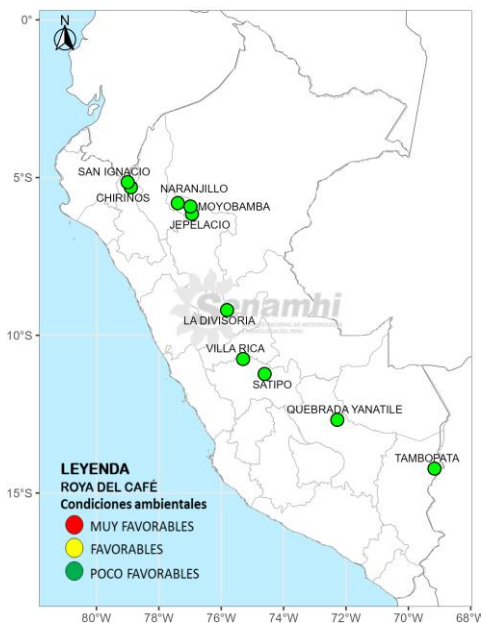 N
0°
SAN IGNACIO
5°S
CHIRINOS
NARANJILLO
MOYOBAMBA
JEPELACIO
Senamhi
LA DIVISORIA
10°S
VILLA RICA
SATIPO
QUEBRADA YANATILE
TAMBOPATA
15°S
LEYENDA
ROYA DEL CAFÉ
Condiciones ambientales
MUY FAVORABLES
FAVORABLES
POCO FAVORABLES
80°W 78°W 76°W 74°W 72°W 70°W 68°W